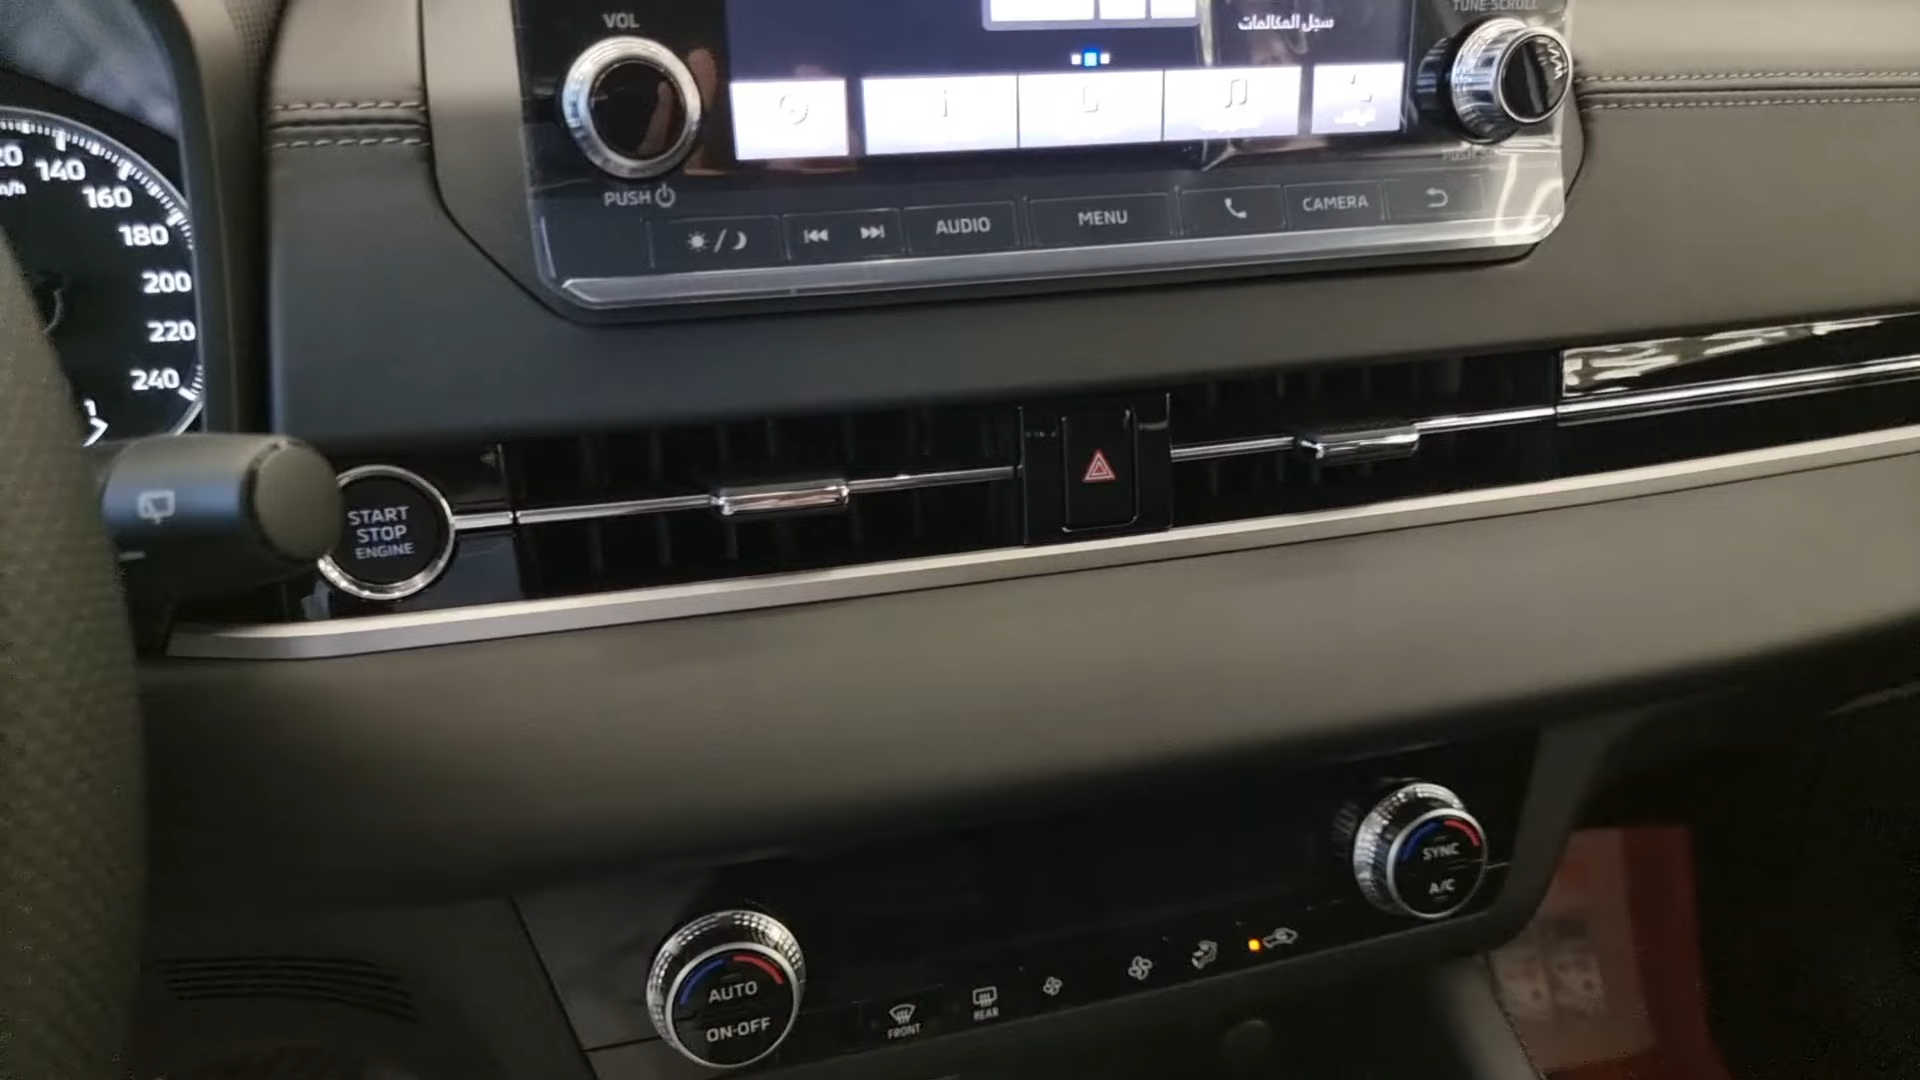 VOL
TUNE·SCROLL
سجل المكالمات
PUSH
AUDIO
MENU
CAMERA
140
160
180
200
220
240
START
STOP
ENGINE
SYNC
A/C
AUTO
ON·OFF
FRONT
REAR